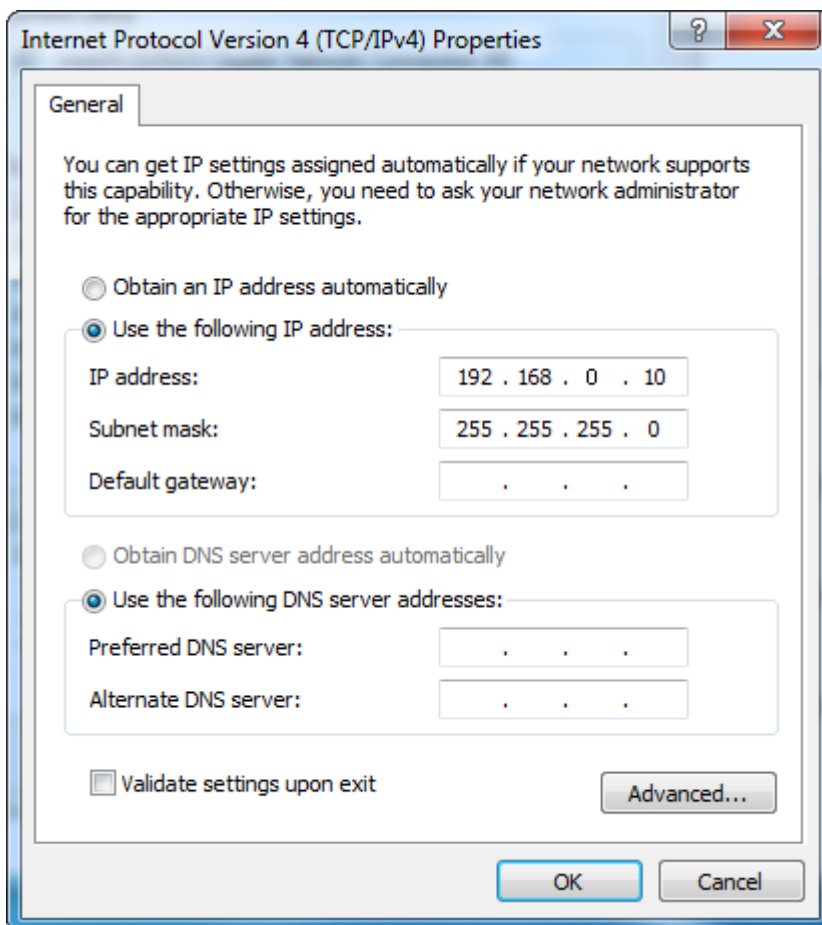 Internet Protocol Version 4 (TCP/IPv4) Properties
General
You can get IP settings assigned automatically if your network supports
this capability. Otherwise, you need to ask your network administrator
for the appropriate IP settings.
Obtain an IP address automatically
Use the following IP address:
IP address: 192 . 168 . 0 . 10
Subnet mask: 255 . 255 . 255 . 0
Default gateway: . . .
Obtain DNS server address automatically
Use the following DNS server addresses:
Preferred DNS server: . . .
Alternate DNS server: . . .
Validate settings upon exit
Advanced...
OK Cancel